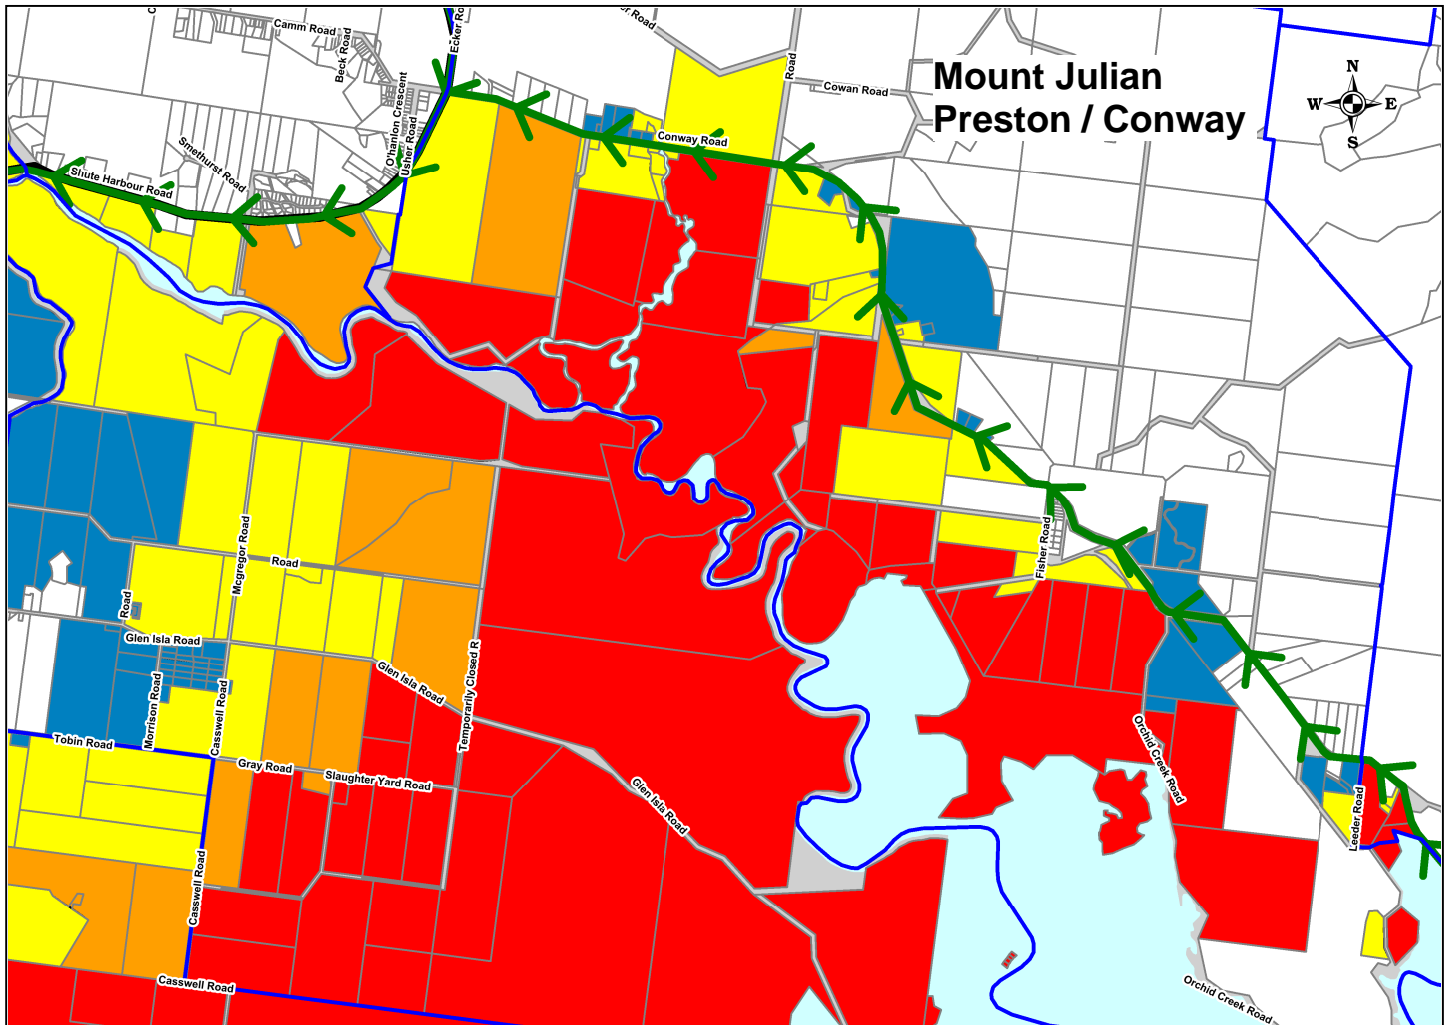 Camm Road
Beck Road
Ecker Ro
or Road
Road
Cowan Road
Mount Julian
Preston / Conway
N
W
E
S
O'hanlon Crescent
Usher Road
Conway Road
Smethurst Road
Shute Harbour Road
Mcgregor Road
Road
Fisher Road
Road
Glen Isla Road
Glen Isla Road
Temporarily Closed R
Morrison Road
Casswell Road
Tobin Road
Gray Road
Slaughter Yard Road
Glen Isla Road
Orchid Creek Road
Leeder Road
Casswell Road
Casswell Road
Orchid Creek Road